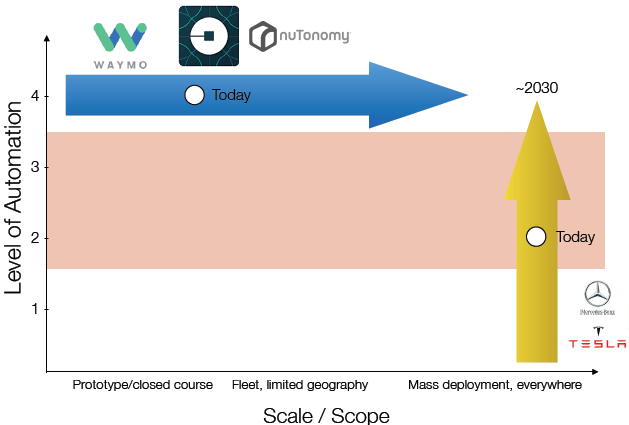 WAYMO
nuTonomy
Level of Automation
4
3
2
1
Today
~2030
Today
Mercedes-Benz
TESLA
Prototype/closed course
Fleet, limited geography
Mass deployment, everywhere
Scale / Scope